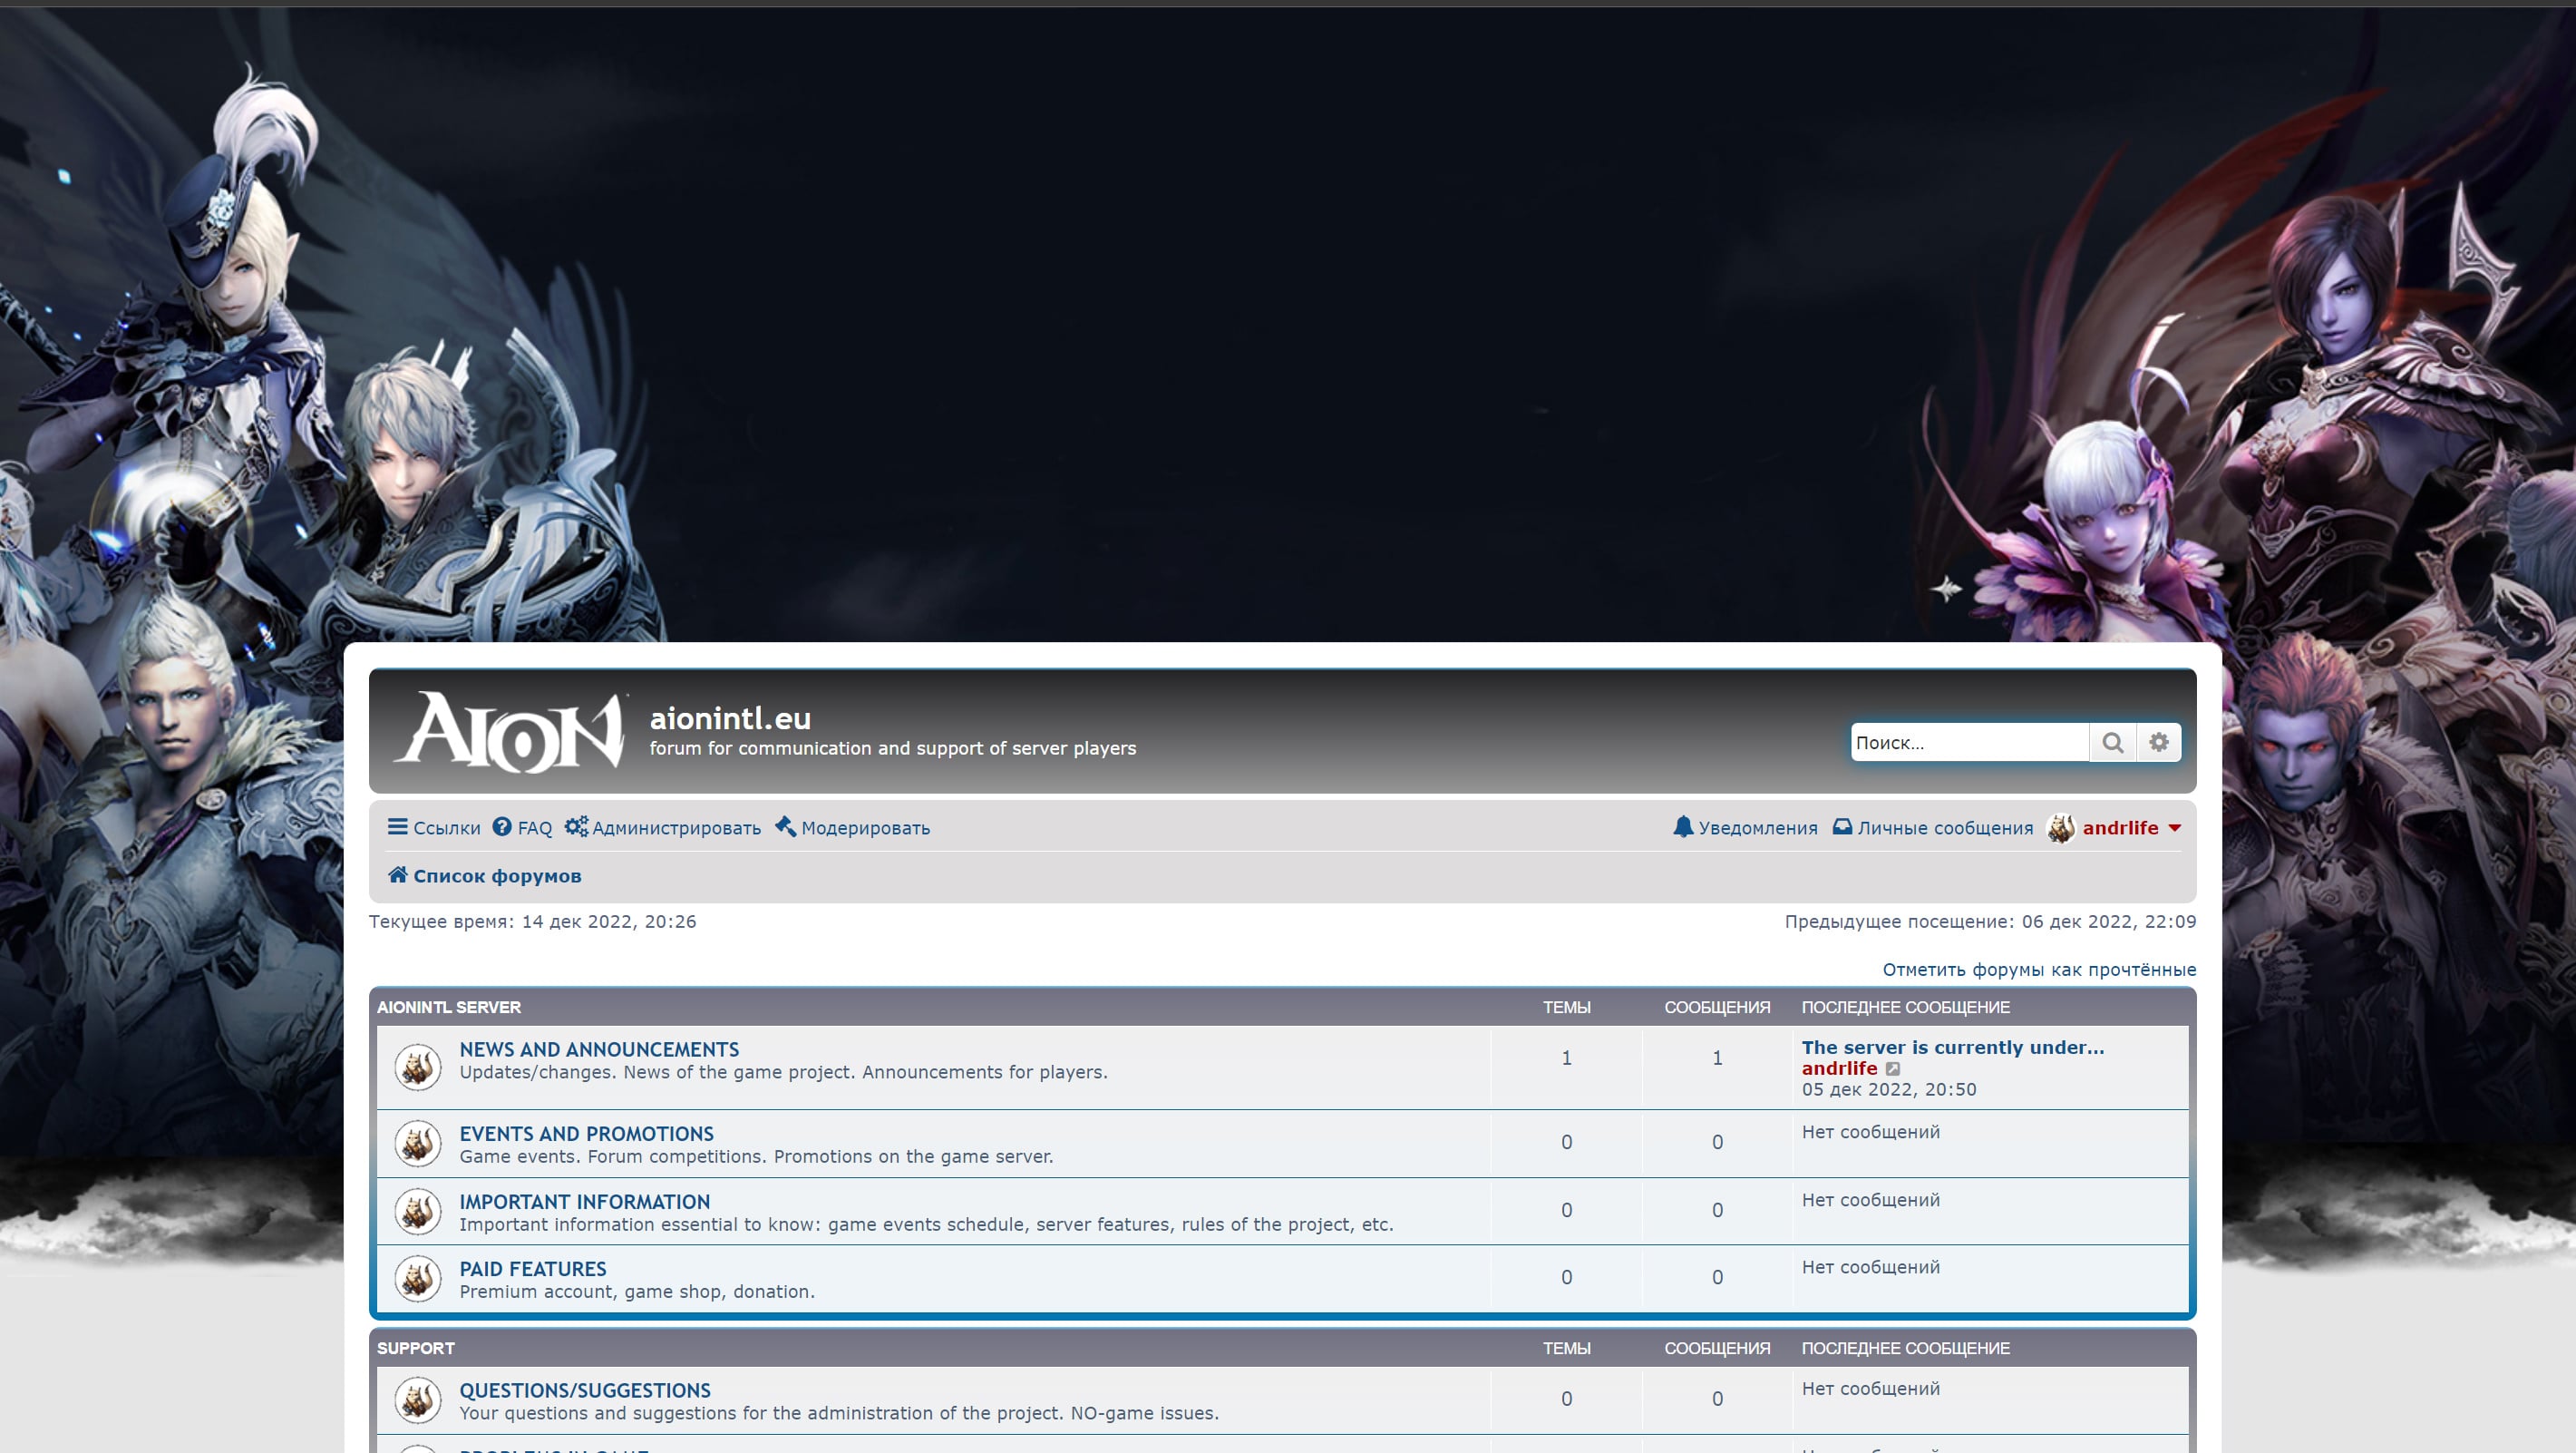 AION
aionintl.eu
forum for communication and support of server players
Поиск...
Ссылки FAQ Администрировать Модерировать
Уведомления Личные сообщения andrlife
Список форумов
Текущее время: 14 дек 2022, 20:26
Предыдущее посещение: 06 дек 2022, 22:09
Отметить форумы как прочтённые
AIONINTL SERVER ТЕМЫ СООБЩЕНИЯ ПОСЛЕДНЕЕ СООБЩЕНИЕ
NEWS AND ANNOUNCEMENTS
Updates/changes. News of the game project. Announcements for players.
1 1
The server is currently under...
andrlife
05 дек 2022, 20:50
EVENTS AND PROMOTIONS
Game events. Forum competitions. Promotions on the game server.
0 0 Нет сообщений
IMPORTANT INFORMATION
Important information essential to know: game events schedule, server features, rules of the project, etc.
0 0 Нет сообщений
PAID FEATURES
Premium account, game shop, donation.
0 0 Нет сообщений
SUPPORT ТЕМЫ СООБЩЕНИЯ ПОСЛЕДНЕЕ СООБЩЕНИЕ
QUESTIONS/SUGGESTIONS
Your questions and suggestions for the administration of the project. NO-game issues.
0 0 Нет сообщений